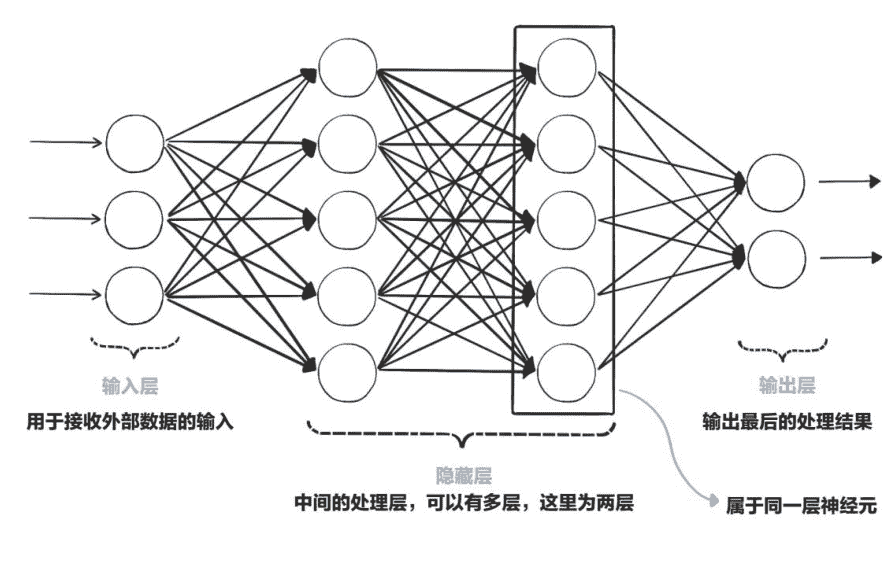 输入层
用于接收外部数据的输入
隐藏层
中间的处理层，可以有多层，这里为两层
输出层
输出最后的处理结果
属于同一层神经元